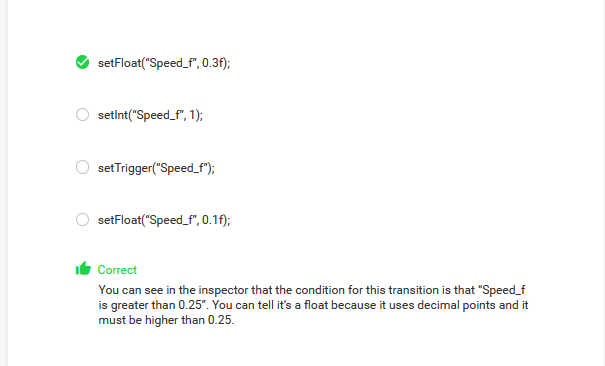 setFloat("Speed_f", 0.3f);
setInt("Speed_f", 1);
setTrigger("Speed_f");
setFloat("Speed_f", 0.1f);
Correct
You can see in the inspector that the condition for this transition is that "Speed_f
is greater than 0.25". You can tell it's a float because it uses decimal points and it
must be higher than 0.25.